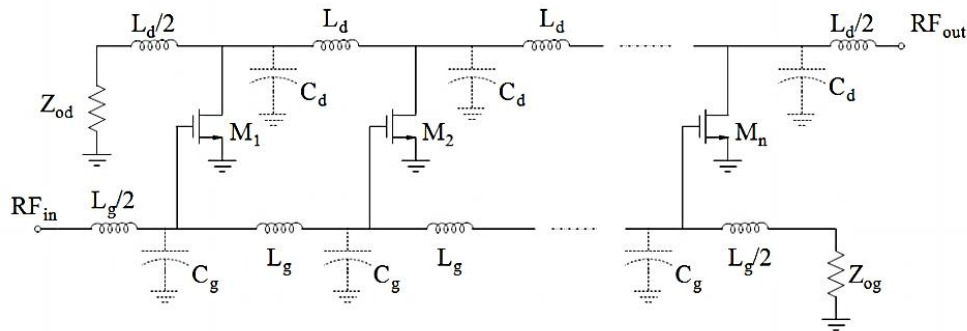 L_d/2
L_d
L_d
L_d/2
RF_out
Z_od
C_d
C_d
C_d
M_1
M_2
M_n
RF_in
L_g/2
C_g
L_g
C_g
L_g
C_g
L_g/2
Z_og